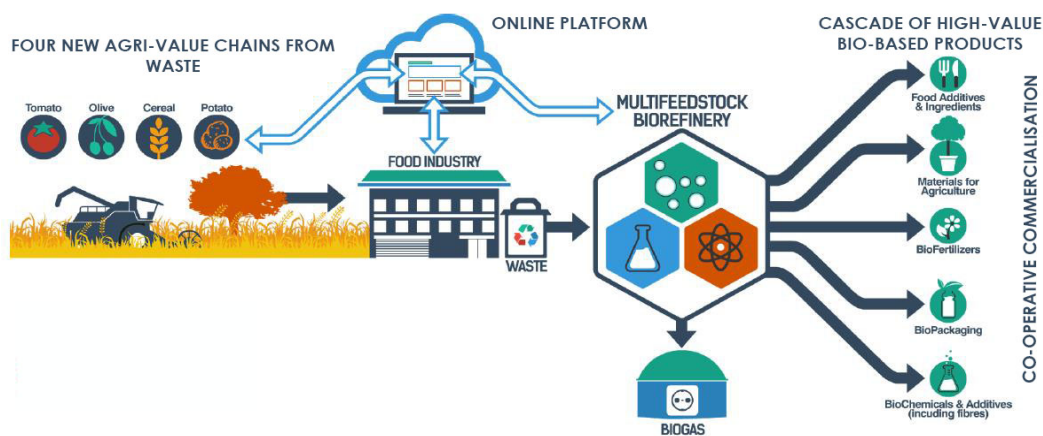 FOUR NEW AGRI-VALUE CHAINS FROM
WASTE
Tomato
Olive
Cereal
Potato
ONLINE PLATFORM
FOOD INDUSTRY
WASTE
MULTIFEEDSTOCK
BIOREFINERY
BIOGAS
CASCADE OF HIGH-VALUE
BIO-BASED PRODUCTS
Food Additives
& Ingredients
Materials for
Agriculture
BioFertilizers
BioPackaging
BioChemicals & Additives
(incuding fibres)
CO-OPERATIVE COMMERCIALISATION